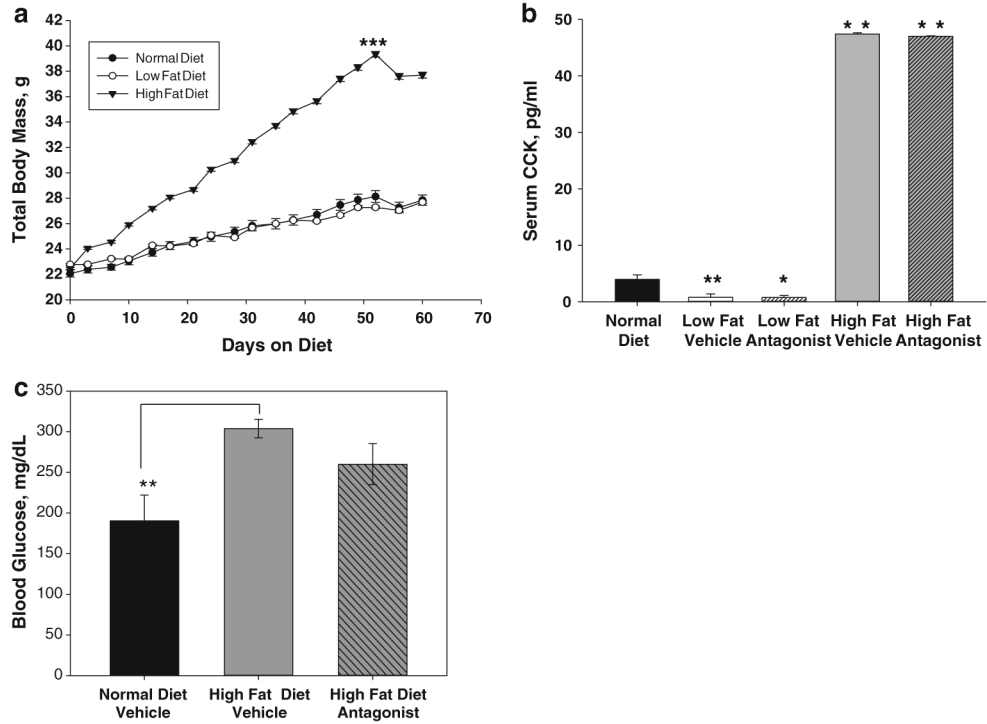 a
Total Body Mass, g
42
40
38
36
34
32
30
28
26
24
22
20
Normal Diet
Low Fat Diet
High Fat Diet
***
0 10 20 30 40 50 60 70
Days on Diet
b
Serum CCK, pg/ml
50
40
30
20
10
0
** * ** **
Normal Diet
Low Fat Vehicle
Low Fat Antagonist
High Fat Vehicle
High Fat Antagonist
c
Blood Glucose, mg/dL
350
300
250
200
150
100
50
0
**
Normal Diet Vehicle
High Fat Diet Vehicle
High Fat Diet Antagonist